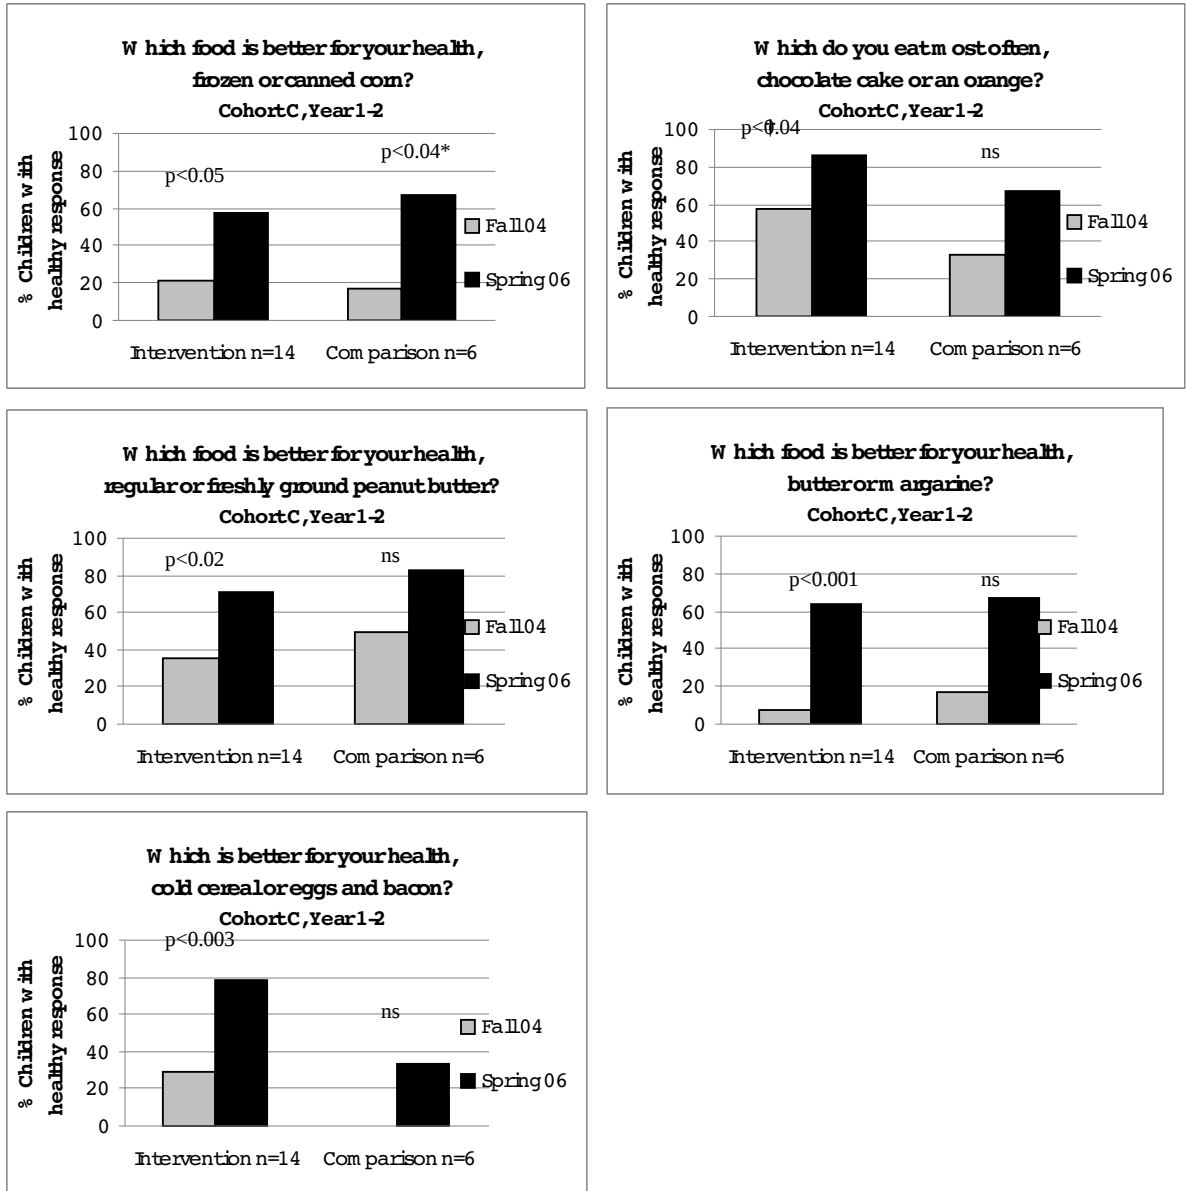 Which food is better for your health,
frozen or canned corn?
Cohort C, Year 1-2
% Children with
healthy response
100
80
60
40
20
0
p<0.05
p<0.04*
Fall 04
Spring 06
Intervention n=14
Comparison n=6
Which do you eat most often,
chocolate cake or an orange?
Cohort C, Year 1-2
% Children with
healthy response
100
80
60
40
20
0
p<0.04
ns
Fall 04
Spring 06
Intervention n=14
Comparison n=6
Which food is better for your health,
regular or freshly ground peanut butter?
Cohort C, Year 1-2
% Children with
healthy response
100
80
60
40
20
0
p<0.02
ns
Fall 04
Spring 06
Intervention n=14
Comparison n=6
Which food is better for your health,
butter or margarine?
Cohort C, Year 1-2
% Children with
healthy response
100
80
60
40
20
0
p<0.001
ns
Fall 04
Spring 06
Intervention n=14
Comparison n=6
Which is better for your health,
cold cereal or eggs and bacon?
Cohort C, Year 1-2
% Children with
healthy response
100
80
60
40
20
0
p<0.003
ns
Fall 04
Spring 06
Intervention n=14
Comparison n=6